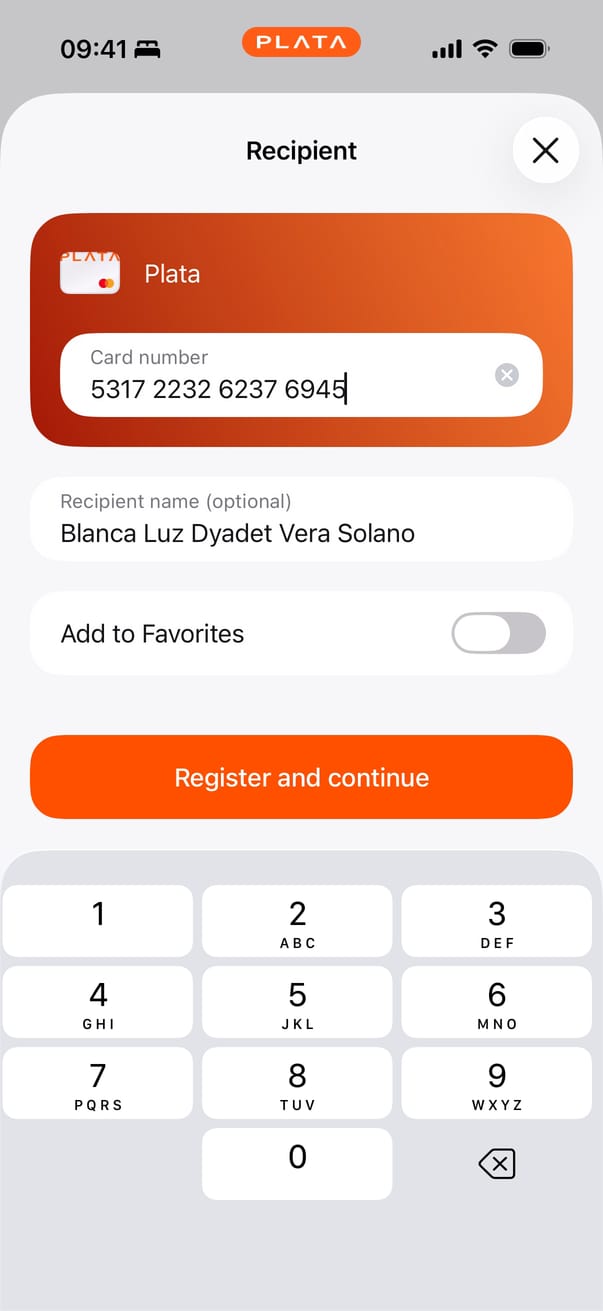 09:41
PLATA
Recipient
PLATA
Plata
Card number
5317 2232 6237 6945
Recipient name (optional)
Blanca Luz Dyadet Vera Solano
Add to Favorites
Register and continue
1
2
ABC
3
DEF
4
GHI
5
JKL
6
MNO
7
PQRS
8
TUV
9
WXYZ
0